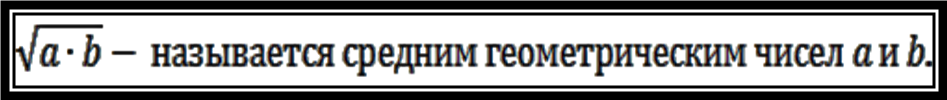 √a · b − называется средним геометрическим чисел a и b.